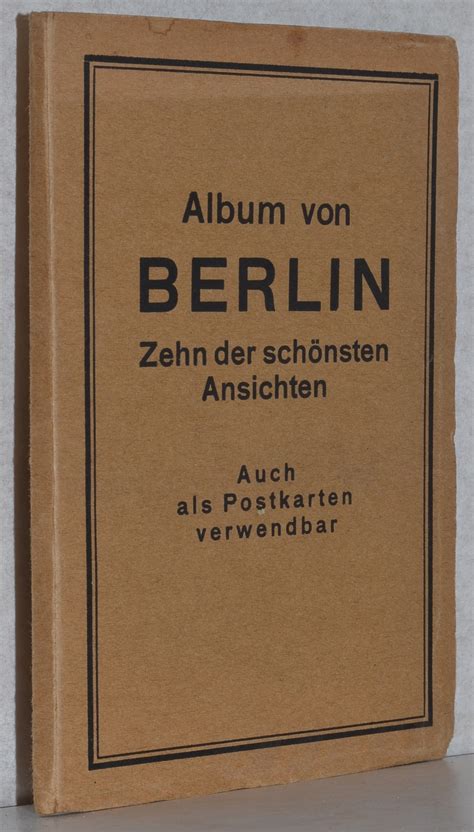 Album von
BERLIN
Zehn der schönsten
Ansichten
Auch
als Postkarten
verwendbar